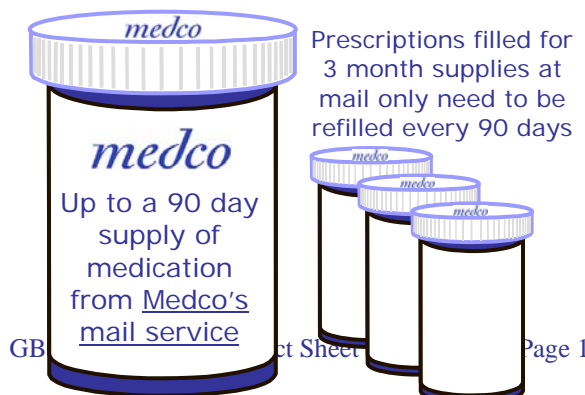 medco
medco
Up to a 90 day
supply of
medication
from Medco's
mail service
Prescriptions filled for
3 month supplies at
mail only need to be
refilled every 90 days
medco
medco
medco
GB ct Sheet Page 1